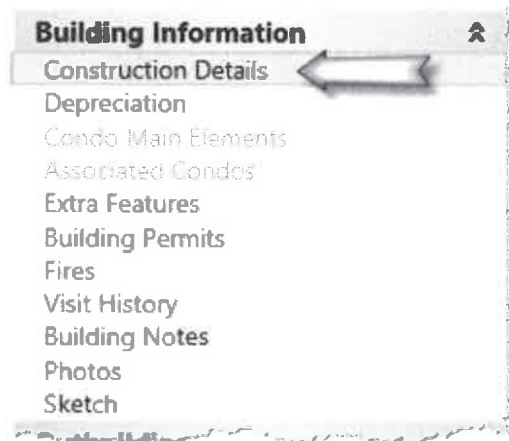 Building Information
Construction Details
Depreciation
Condo Main Elements
Associated Condos
Extra Features
Building Permits
Fires
Visit History
Building Notes
Photos
Sketch